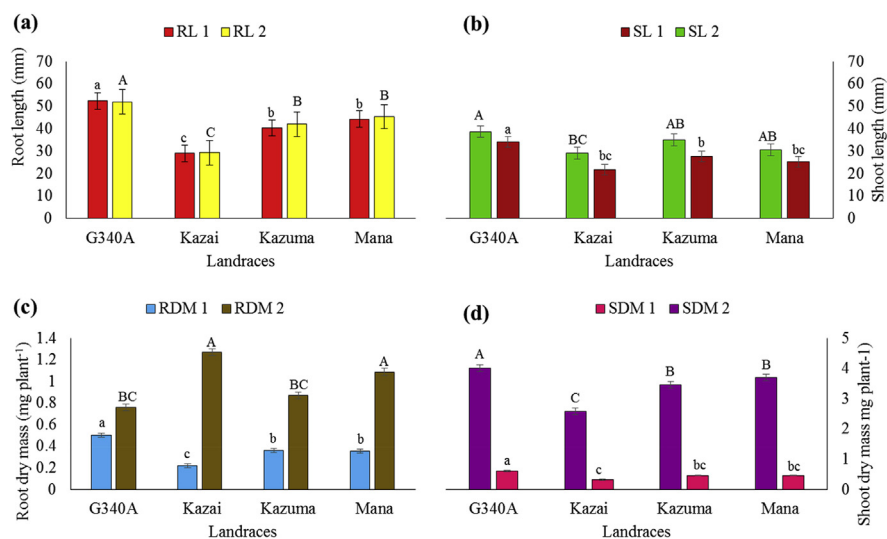 (a)
RL 1 RL 2
Root length (mm)
70
60
50
40
30
20
10
0
a A
c C
b B
b B
G340A Kazai Kazuma Mana
Landraces
(b)
SL 1 SL 2
Shoot length (mm)
70
60
50
40
30
20
10
0
A a
BC bc
AB b
AB bc
G340A Kazai Kazuma Mana
Landraces
(c)
RDM 1 RDM 2
Root dry mass (mg plant⁻¹)
1.4
1.2
1
0.8
0.6
0.4
0.2
0
a BC
c A
b BC
b A
G340A Kazai Kazuma Mana
Landraces
(d)
SDM 1 SDM 2
Shoot dry mass mg plant-1)
5
4
3
2
1
0
A a
C c
B bc
B bc
G340A Kazai Kazuma Mana
Landraces